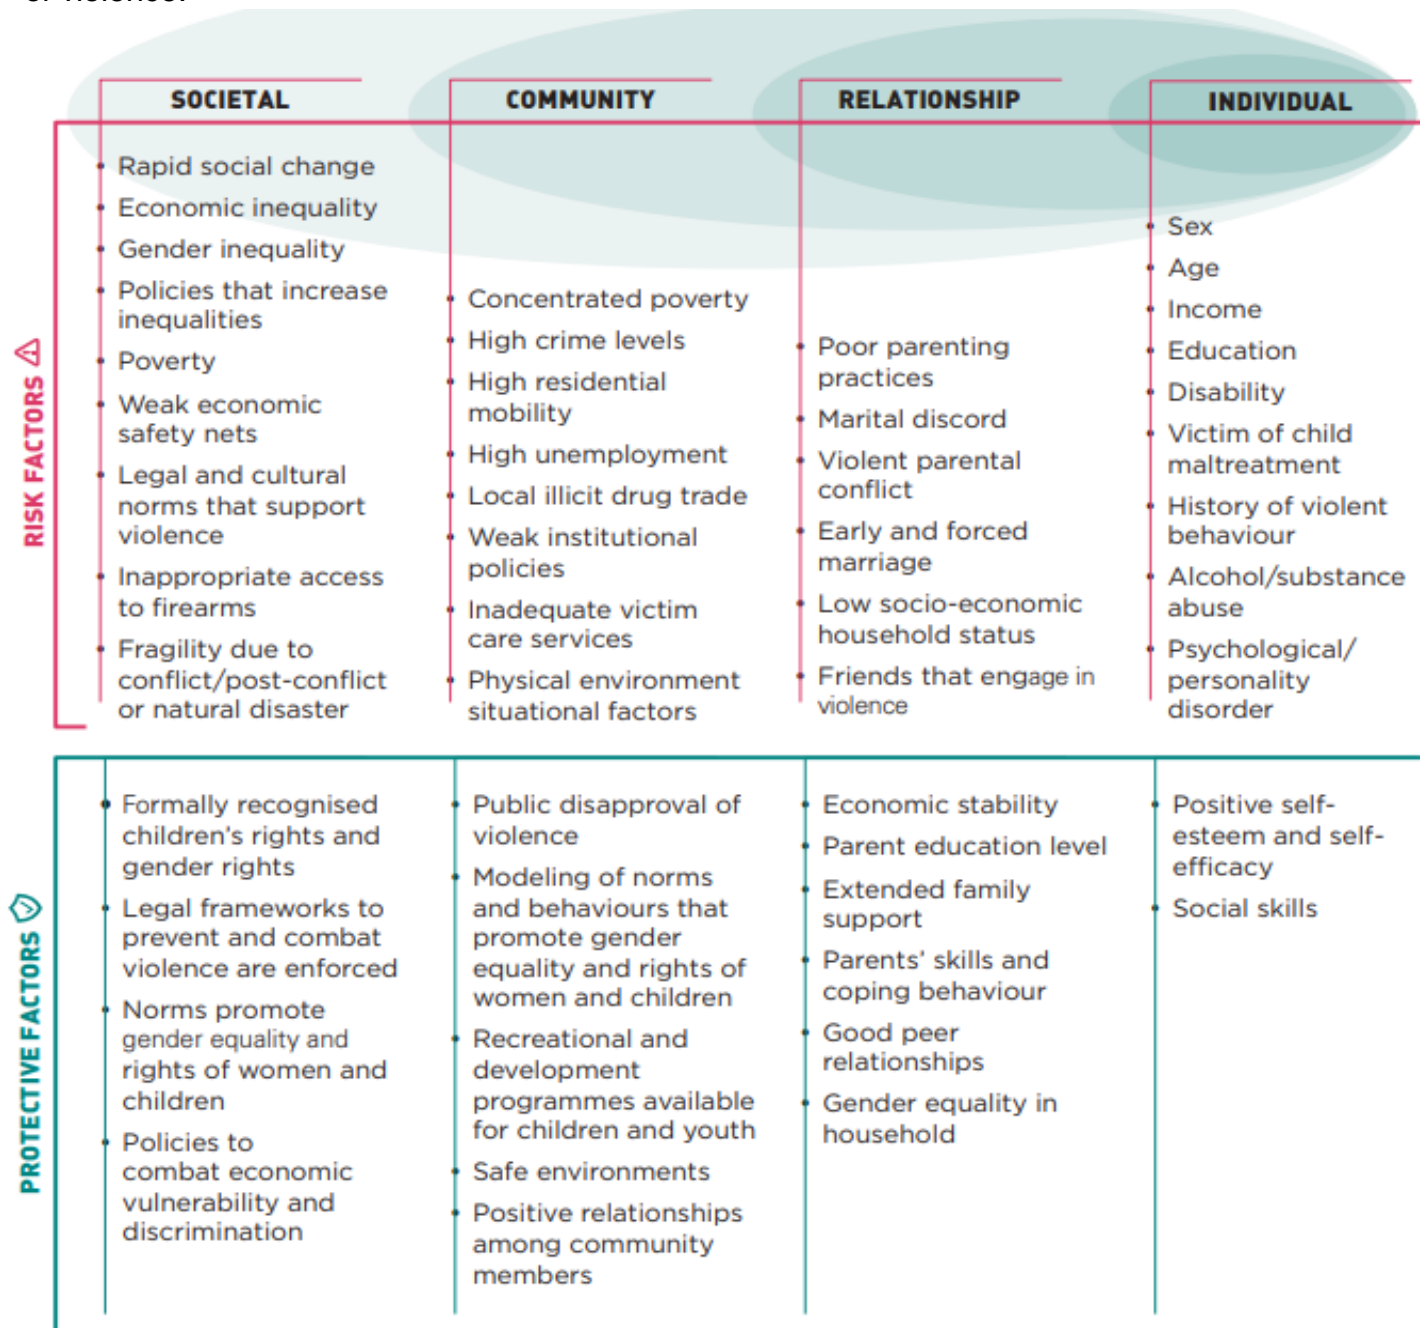 SOCIETAL
COMMUNITY
RELATIONSHIP
INDIVIDUAL
RISK FACTORS
• Rapid social change
• Economic inequality
• Gender inequality
• Policies that increase
inequalities
• Poverty
• Weak economic
safety nets
• Legal and cultural
norms that support
violence
• Inappropriate access
to firearms
• Fragility due to
conflict/post-conflict
or natural disaster
• Concentrated poverty
• High crime levels
• High residential
mobility
• High unemployment
• Local illicit drug trade
• Weak institutional
policies
• Inadequate victim
care services
• Physical environment
situational factors
• Poor parenting
practices
• Marital discord
• Violent parental
conflict
• Early and forced
marriage
• Low socio-economic
household status
• Friends that engage in
violence
• Sex
• Age
• Income
• Education
• Disability
• Victim of child
maltreatment
• History of violent
behaviour
• Alcohol/substance
abuse
• Psychological/
personality
disorder
PROTECTIVE FACTORS
• Formally recognised
children's rights and
gender rights
• Legal frameworks to
prevent and combat
violence are enforced
• Norms promote
gender equality and
rights of women and
children
• Policies to
combat economic
vulnerability and
discrimination
• Public disapproval of
violence
• Modeling of norms
and behaviours that
promote gender
equality and rights of
women and children
• Recreational and
development
programmes available
for children and youth
• Safe environments
• Positive relationships
among community
members
• Economic stability
• Parent education level
• Extended family
support
• Parents' skills and
coping behaviour
• Good peer
relationships
• Gender equality in
household
• Positive self-
esteem and self-
efficacy
• Social skills